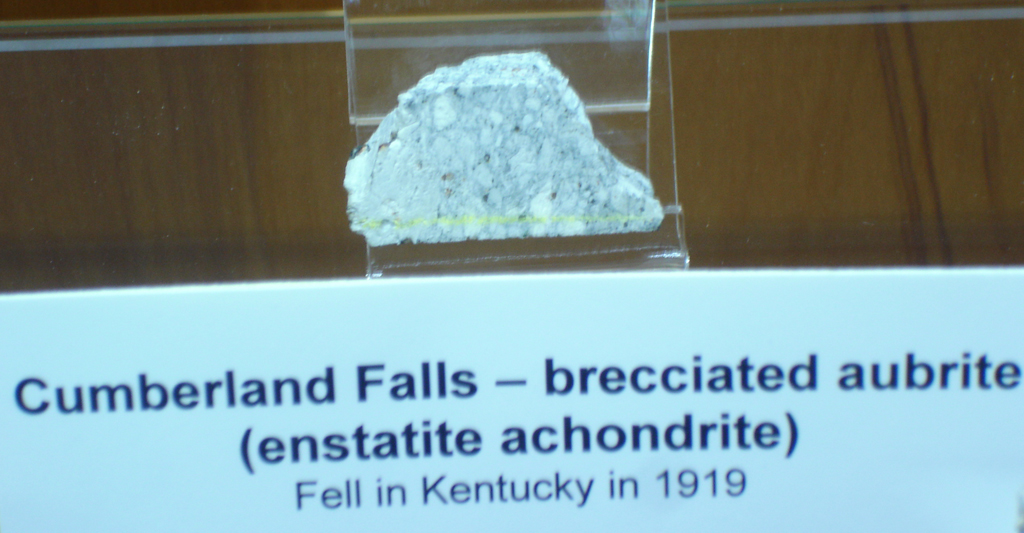 Cumberland Falls – brecciated aubrite
(enstatite achondrite)
Fell in Kentucky in 1919